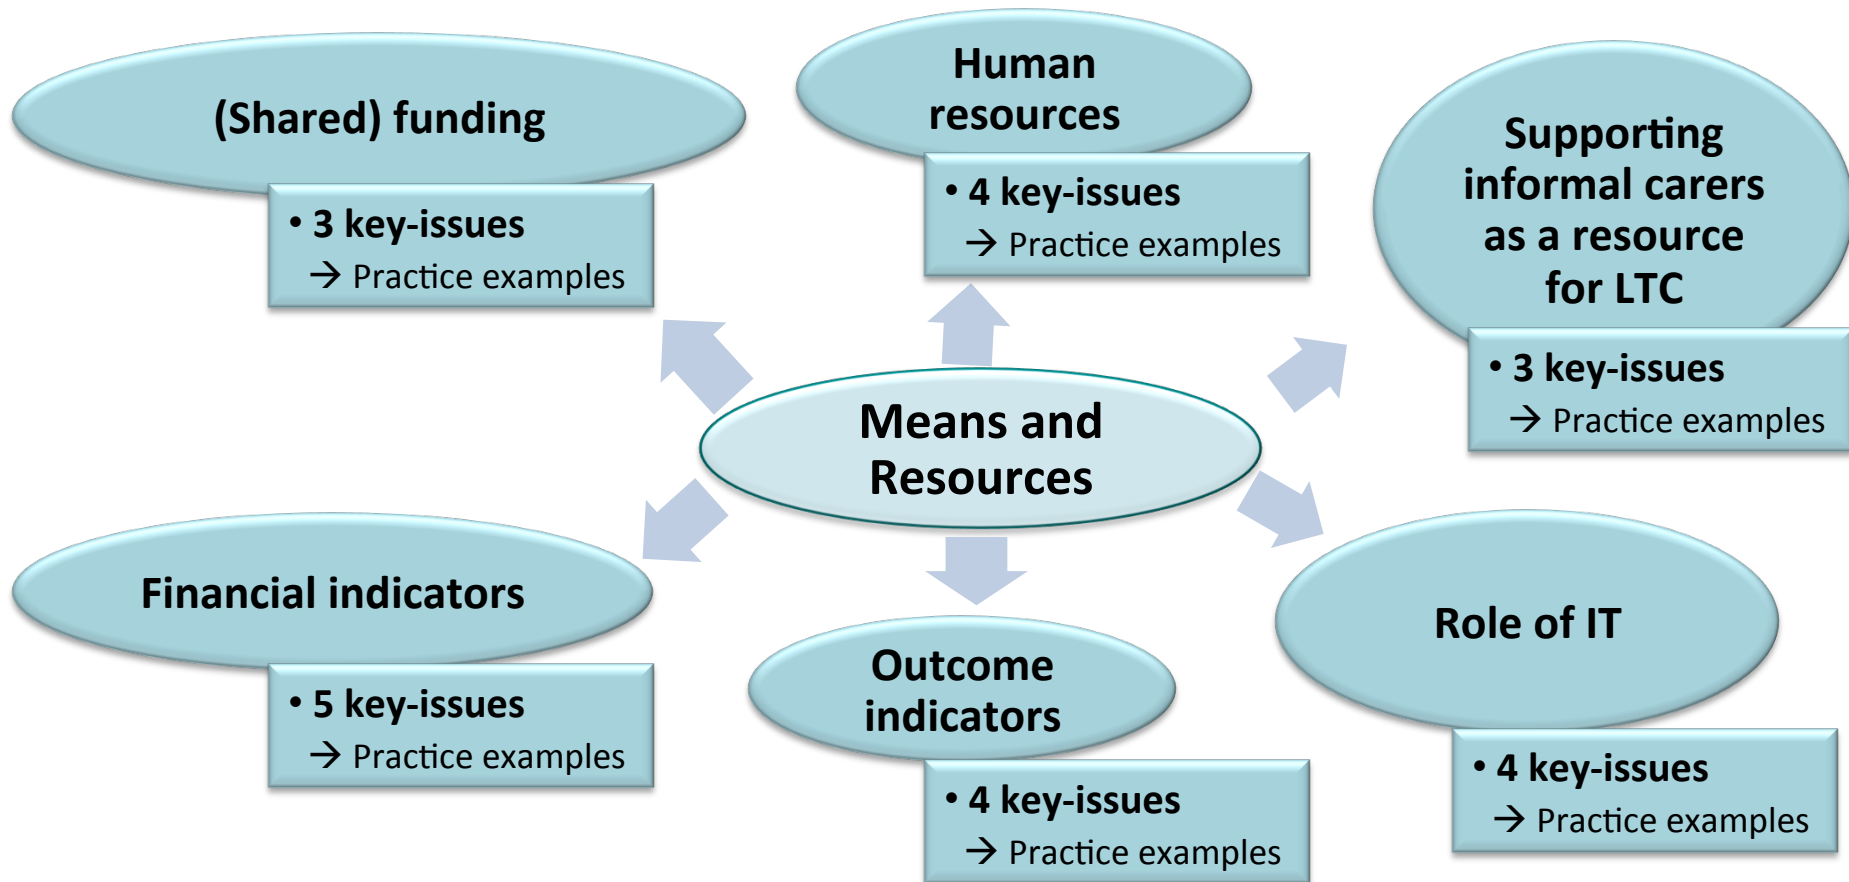 (Shared) funding
• 3 key-issues
→ Practice examples
Human
resources
• 4 key-issues
→ Practice examples
Supporting
informal carers
as a resource
for LTC
• 3 key-issues
→ Practice examples
Means and
Resources
Financial indicators
• 5 key-issues
→ Practice examples
Outcome
indicators
• 4 key-issues
→ Practice examples
Role of IT
• 4 key-issues
→ Practice examples